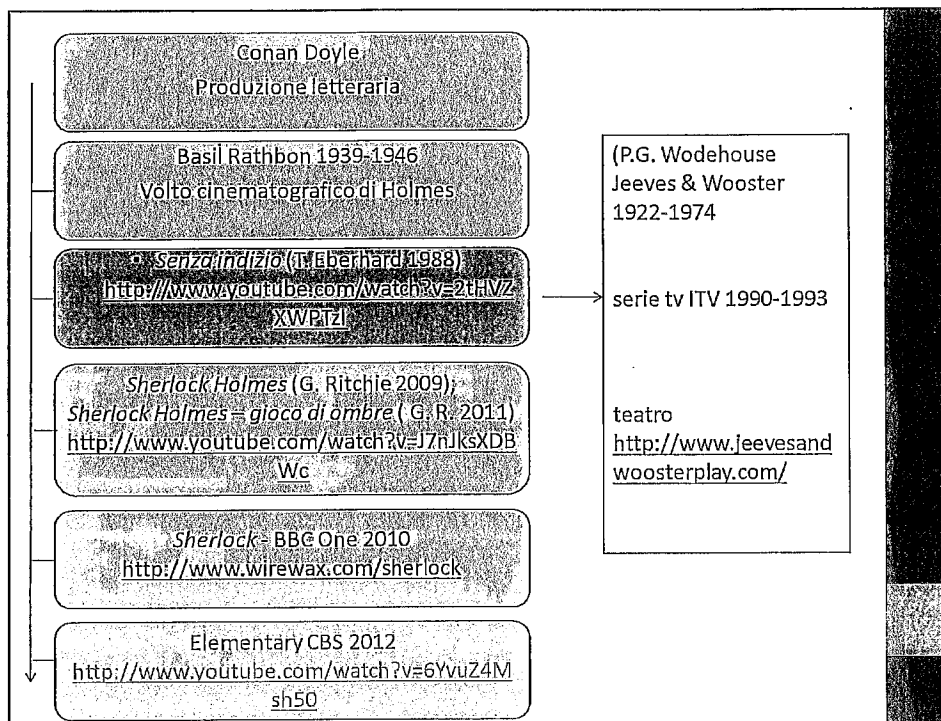 Conan Doyle
Produzione letteraria
Basil Rathbon 1939-1946
Volto cinematografico di Holmes
• Senza indizio (T. Eberhard 1988)
http://www.youtube.com/watch?v=2tHVZ
XWPTzI
Sherlock Holmes (G. Ritchie 2009);
Sherlock Holmes – gioco di ombre ( G. R. 2011)
http://www.youtube.com/watch?v=J7nJksXDB
Wc
Sherlock - BBC One 2010
http://www.wirewax.com/sherlock
Elementary CBS 2012
http://www.youtube.com/watch?v=6YvuZ4M
sh50
(P.G. Wodehouse
Jeeves & Wooster
1922-1974
serie tv ITV 1990-1993
teatro
http://www.jeevesand
woosterplay.com/